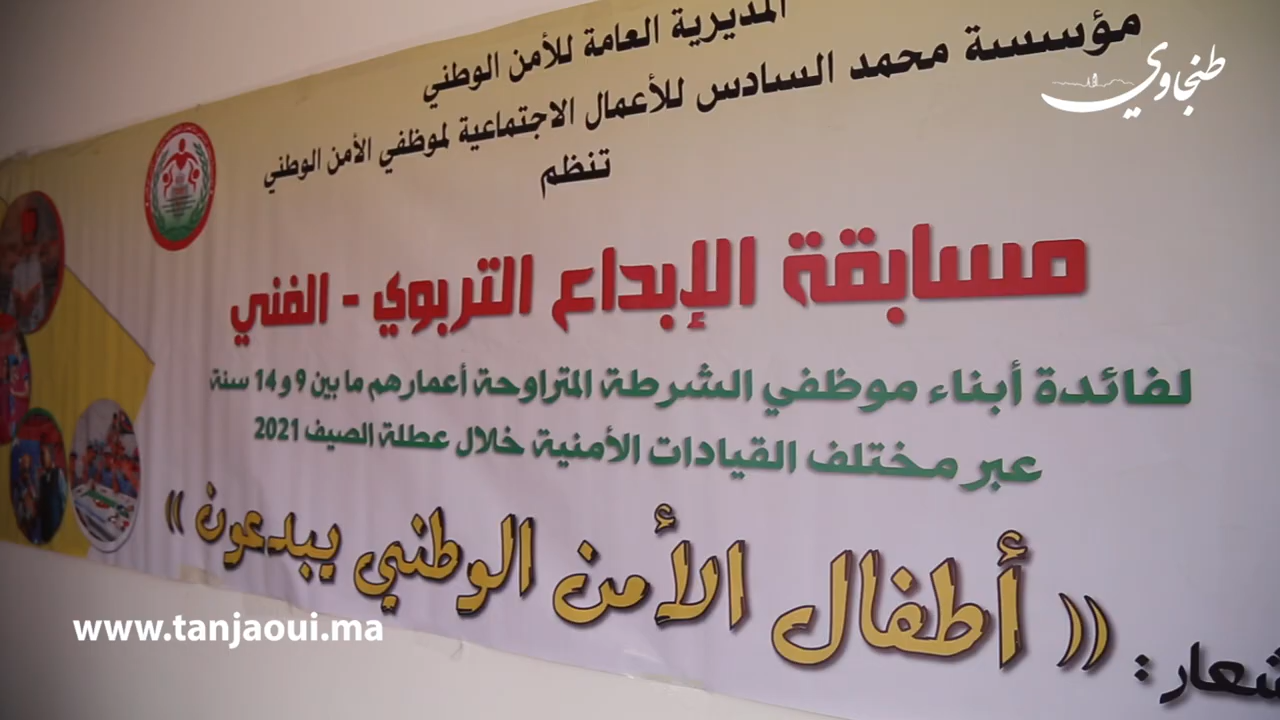 المديرية العامة للأمن الوطني
مؤسسة محمد السادس للأعمال الاجتماعية لموظفي الأمن الوطني
تنظم
مسابقة الإبداع التربوي - الفني
لفائدة أبناء موظفي الشرطة المتراوحة أعمارهم ما بين 9 و 14 سنة
عبر مختلف القيادات الأمنية خلال عطلة الصيف 2021
شعار : « أطفال الأمن الوطني يبدعون »
طنجاوي
www.tanjaoui.ma